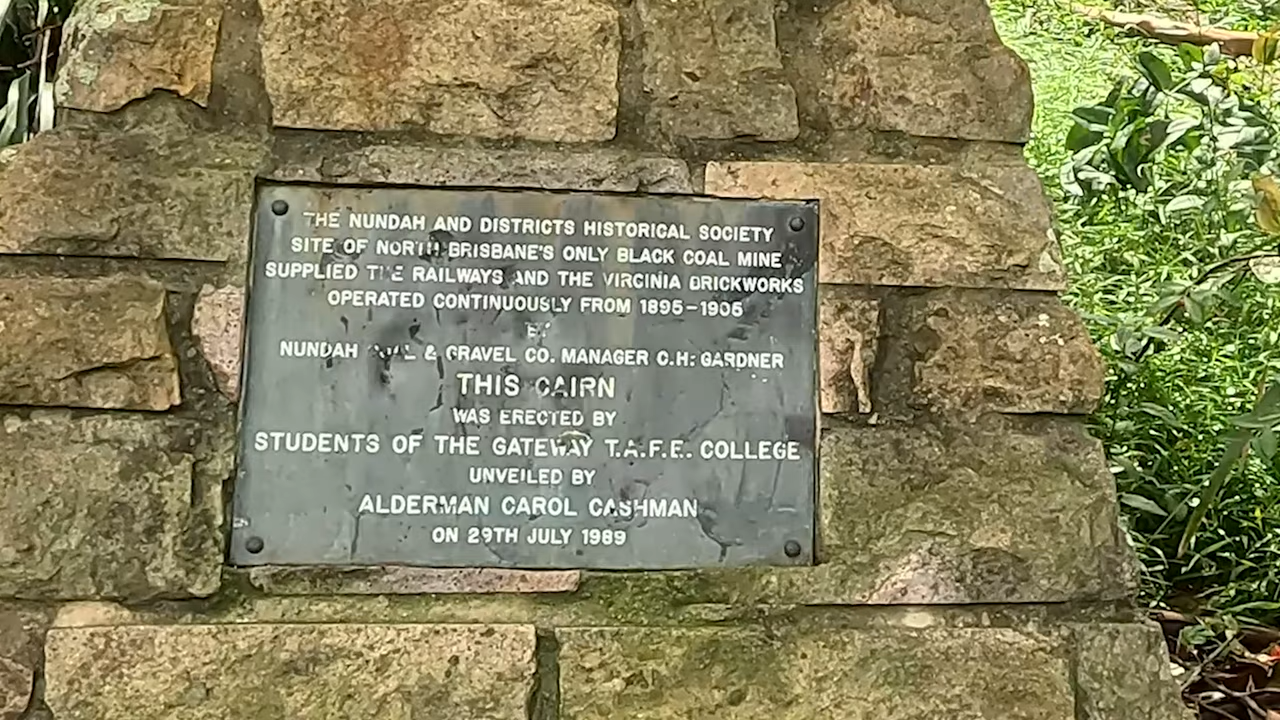 THE NUNDAH AND DISTRICTS HISTORICAL SOCIETY
SITE OF NORTH BRISBANE'S ONLY BLACK COAL MINE
SUPPLIED THE RAILWAYS AND THE VIRGINIA BRICKWORKS
OPERATED CONTINUOUSLY FROM 1895-1905
BY
NUNDAH COAL & GRAVEL CO. MANAGER C.H. GARDNER
THIS CAIRN
WAS ERECTED BY
STUDENTS OF THE GATEWAY T.A.F.E. COLLEGE
UNVEILED BY
ALDERMAN CAROL CASHMAN
ON 29TH JULY 1989